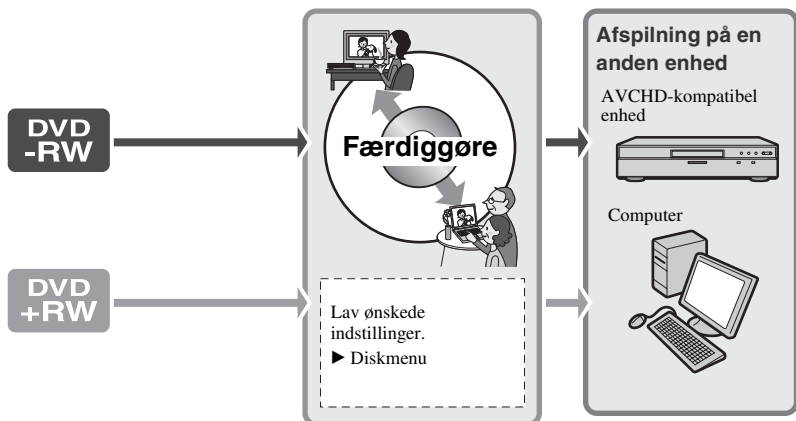 DVD
-RW
DVD
+RW
Færdiggøre
Lav ønskede
indstillinger.
► Diskmenu
Afspilning på en
anden enhed
AVCHD-kompatibel
enhed
Computer